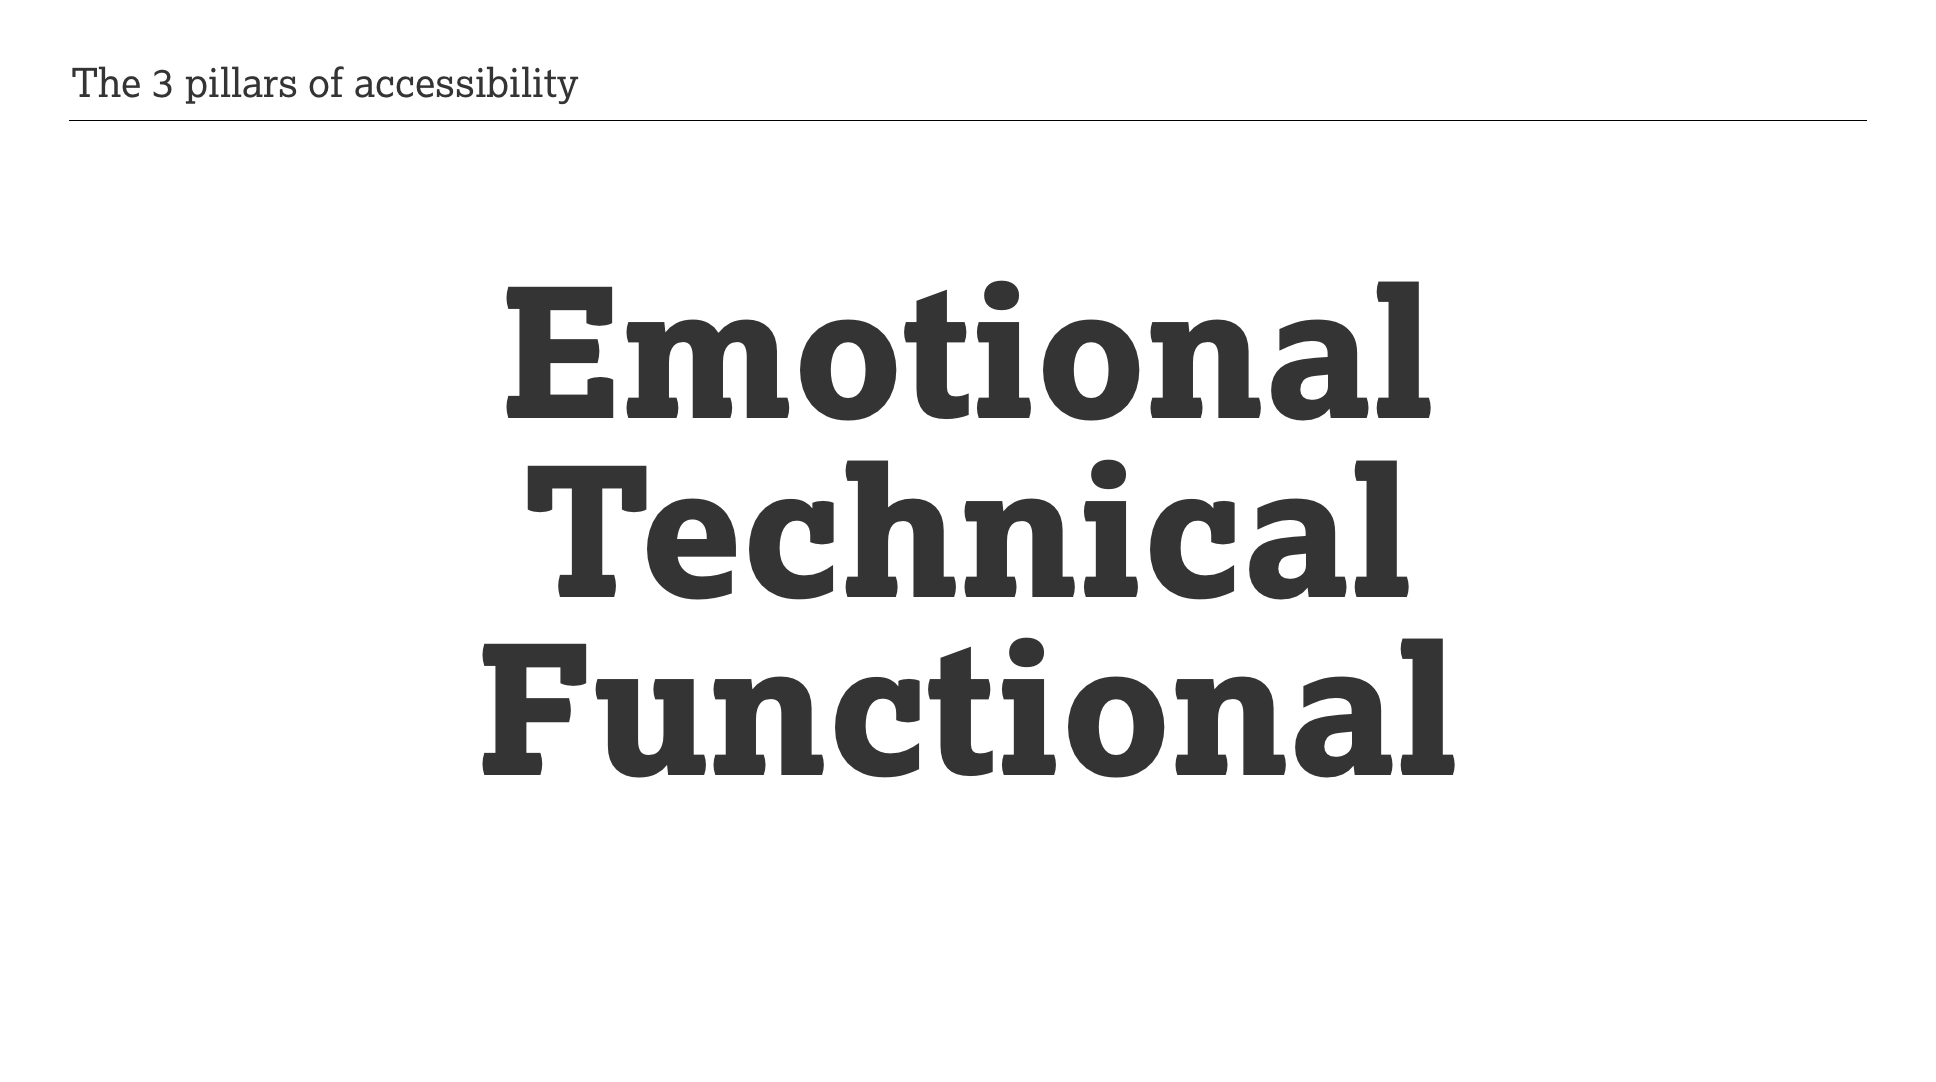 The 3 pillars of accessibility
Emotional
Technical
Functional